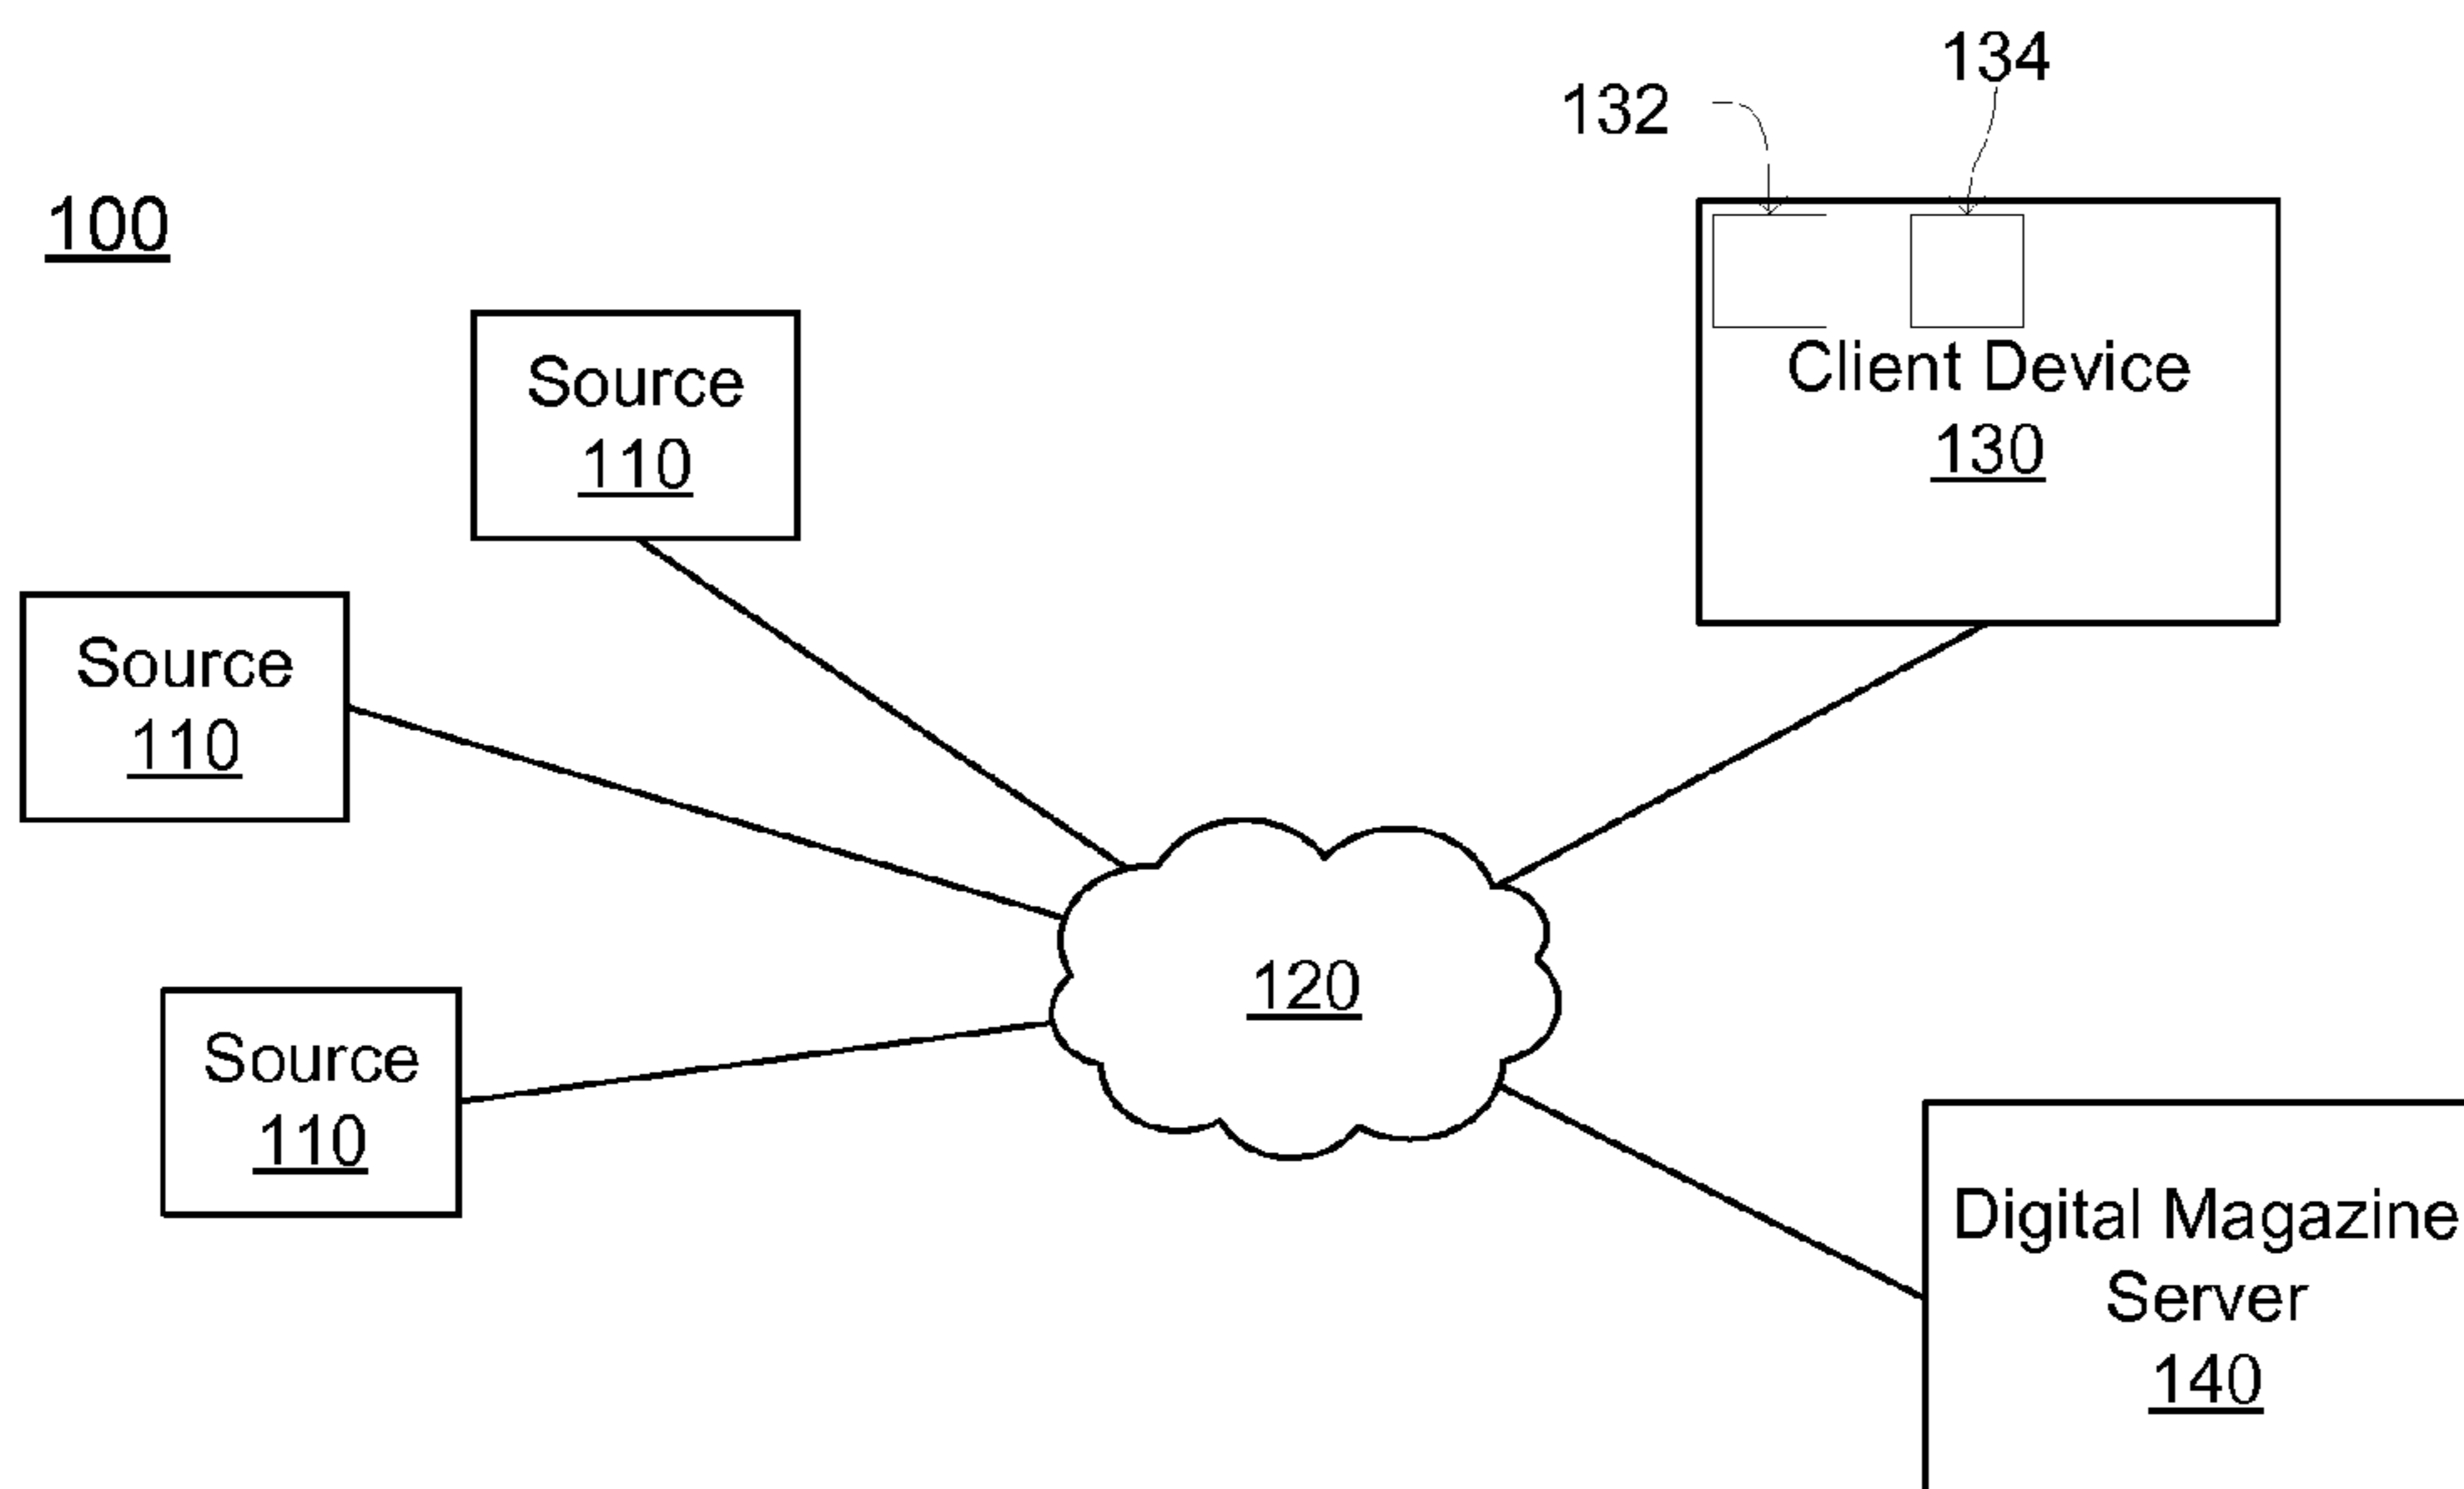 134
132
100
Client Device
130
Source
110
Source
110
120
Source
110
Digital Magazine
Server
140